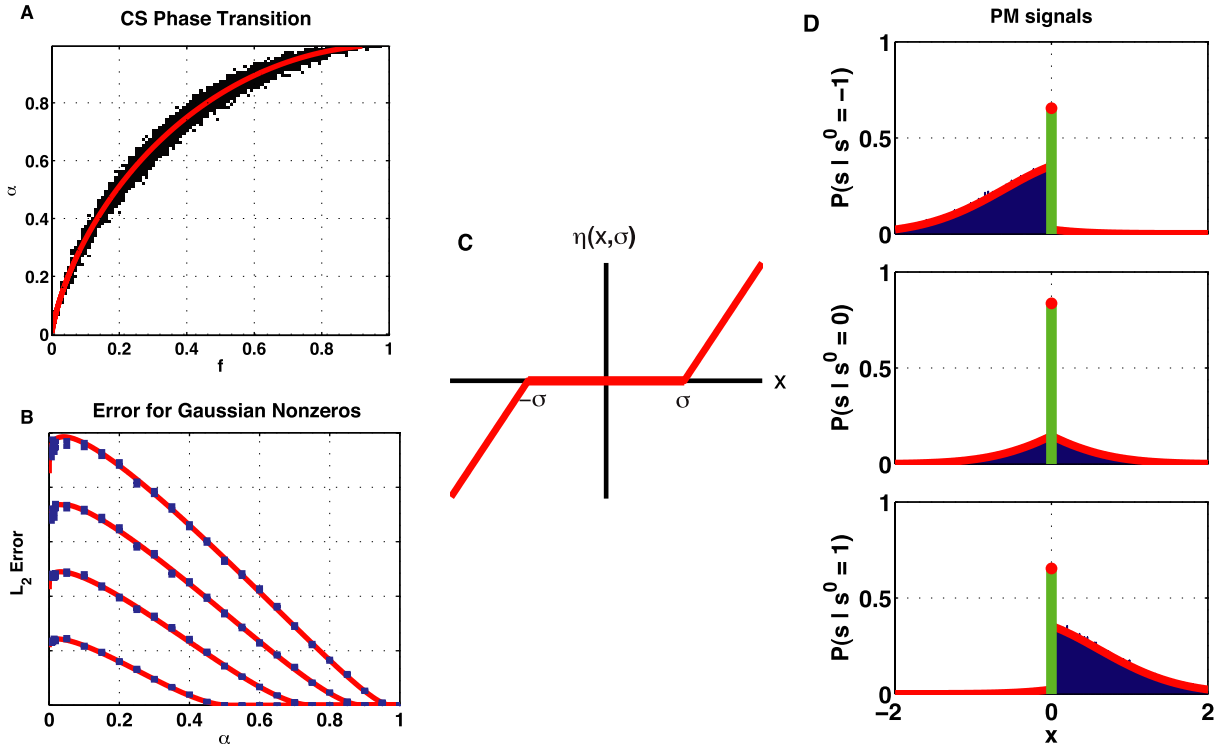 A
CS Phase Transition
α
0.8
0.6
0.4
0.2
0
0 0.2 0.4 0.6 0.8 1
f
B
Error for Gaussian Nonzeros
L2 Error
0 0.2 0.4 0.6 0.8 1
α
C
η(x,σ)
x
−σ
σ
D
PM signals
P(s | s⁰ = −1)
1
0.5
0
P(s | s⁰ = 0)
1
0.5
0
P(s | s⁰ = 1)
1
0.5
0
−2 0 2
x